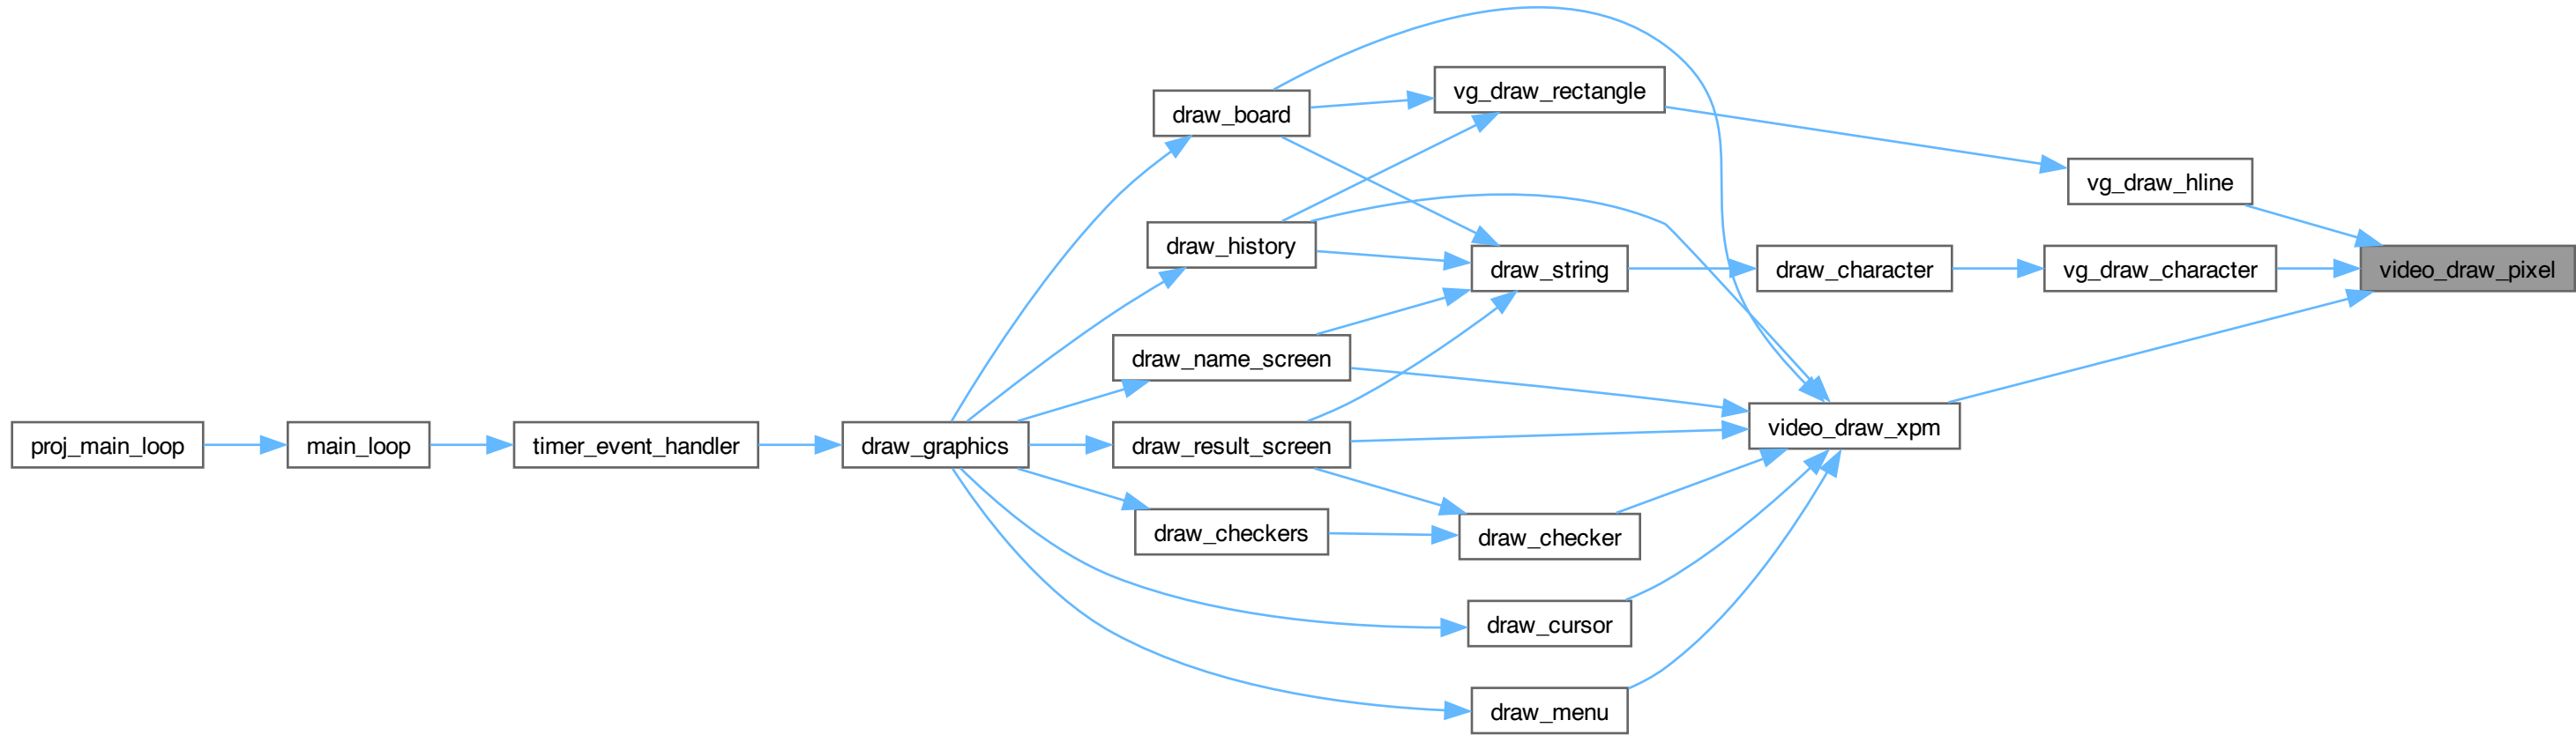 vg_draw_rectangle
draw_board
vg_draw_hline
draw_history
draw_string
draw_character
vg_draw_character
video_draw_pixel
draw_name_screen
proj_main_loop
main_loop
timer_event_handler
draw_graphics
draw_result_screen
video_draw_xpm
draw_checkers
draw_checker
draw_cursor
draw_menu